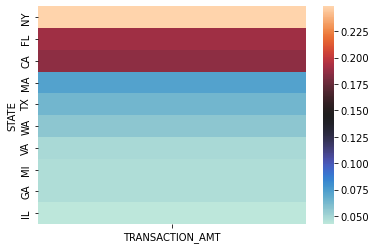 STATE
NY
FL
CA
MA
TX
WA
VA
MI
GA
IL
TRANSACTION_AMT
0.225
0.200
0.175
0.150
0.125
0.100
0.075
0.050